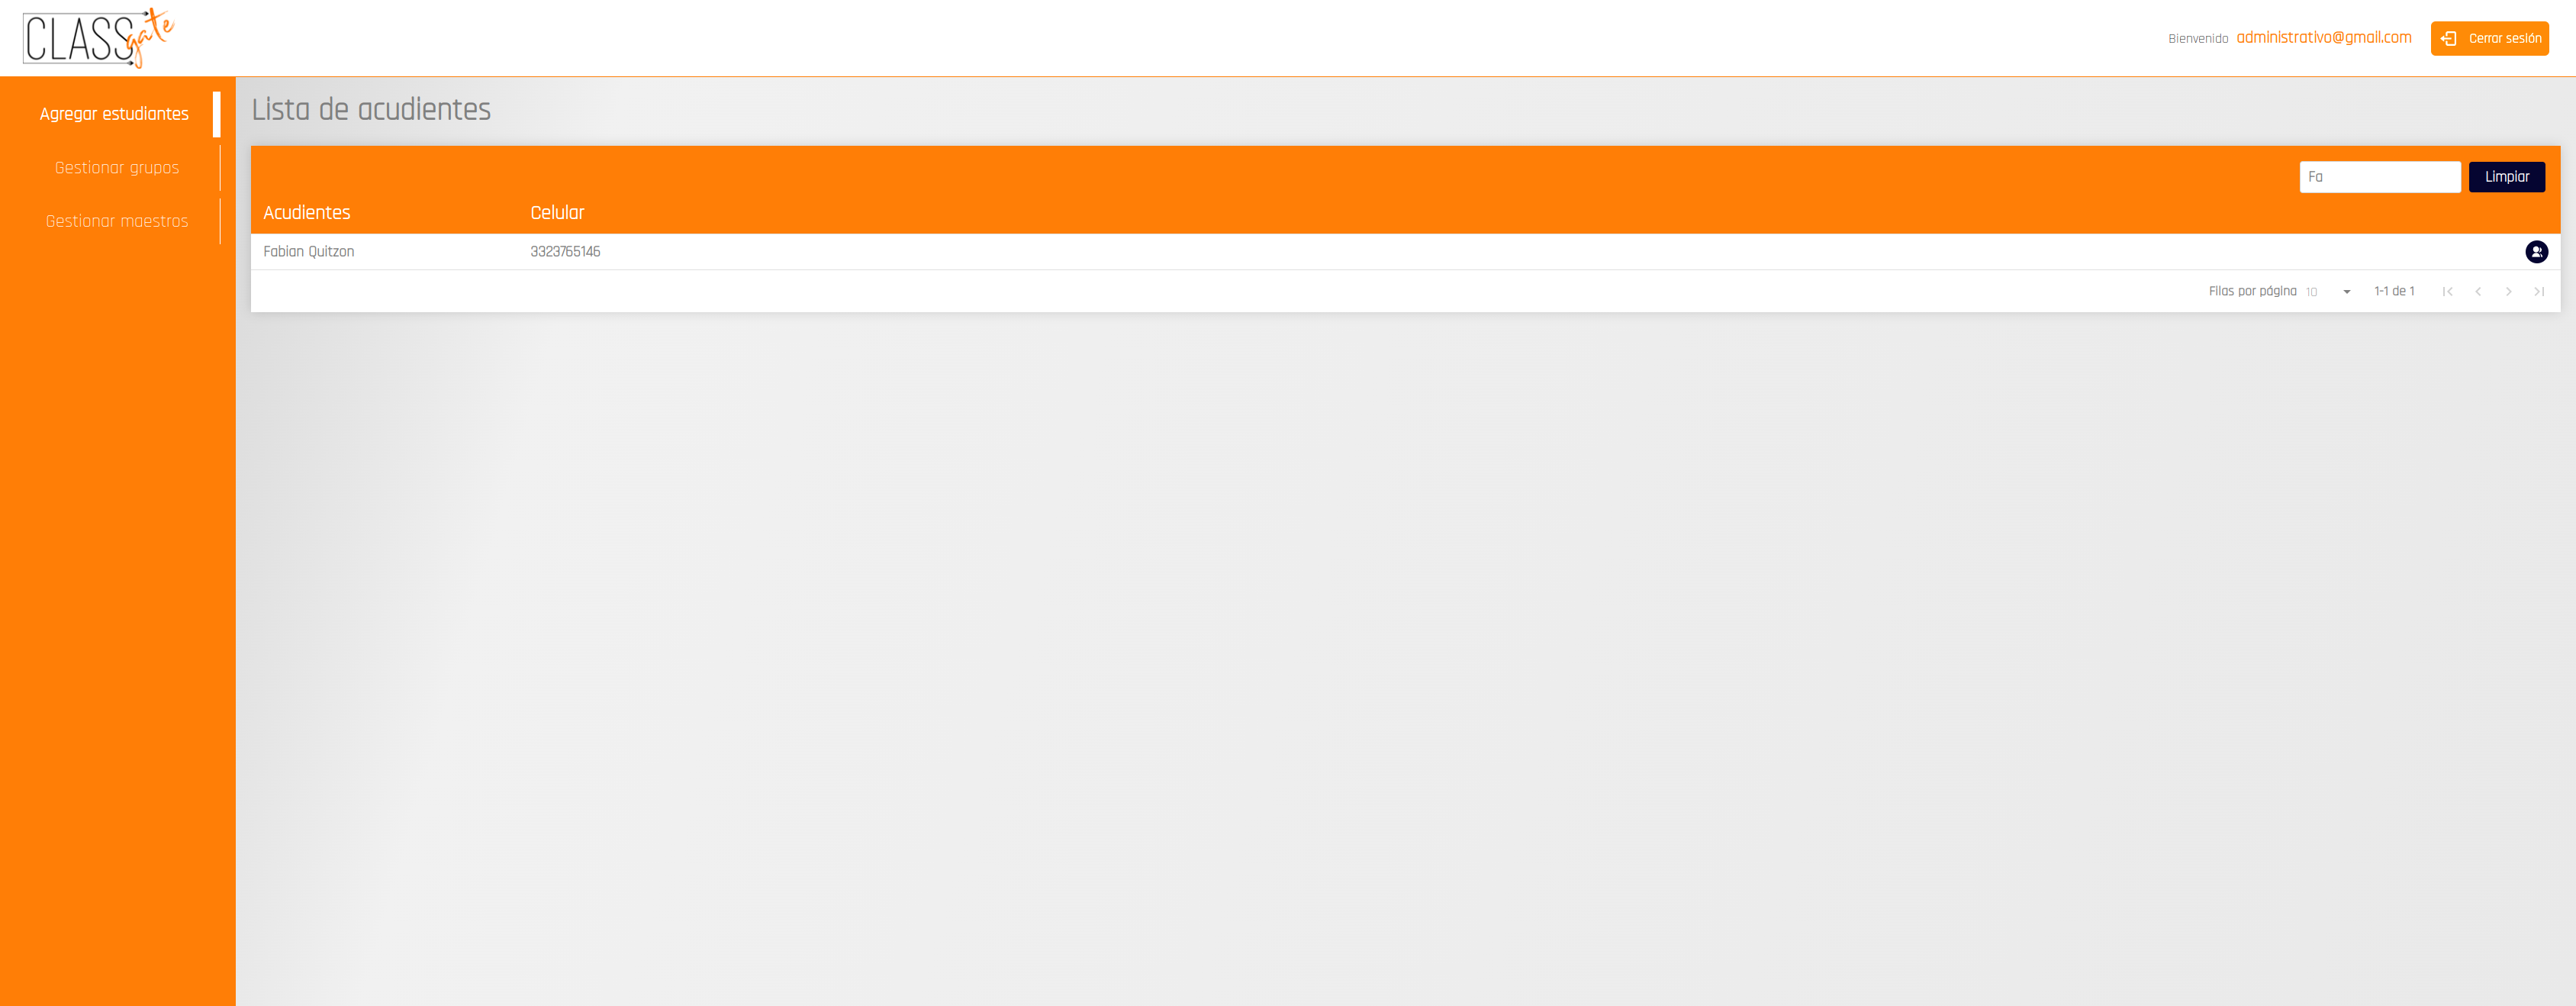 CLASSgate
Bienvenido administrativo@gmail.com Cerrar sesión
Agregar estudiantes
Gestionar grupos
Gestionar maestros
Lista de acudientes
Fa Limpiar
Acudientes Celular
Fabian Quitzon 3323765146
Filas por página 10 1-1 de 1